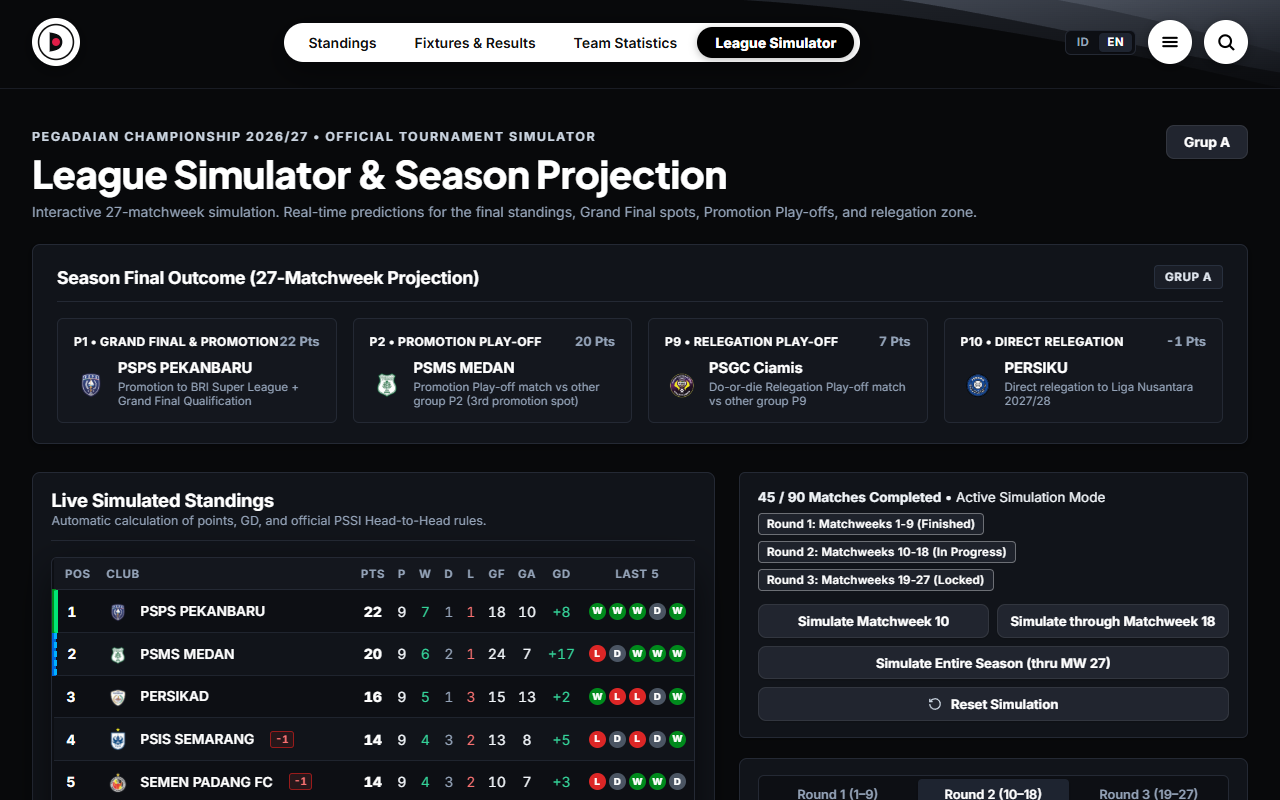 Standings
Fixtures & Results
Team Statistics
League Simulator
ID
EN
PEGADAIAN CHAMPIONSHIP 2026/27 • OFFICIAL TOURNAMENT SIMULATOR
League Simulator & Season Projection
Interactive 27-matchweek simulation. Real-time predictions for the final standings, Grand Final spots, Promotion Play-offs, and relegation zone.
Grup A
Season Final Outcome (27-Matchweek Projection)
GRUP A
P1 • GRAND FINAL & PROMOTION 22 Pts
PSPS PEKANBARU
Promotion to BRI Super League +
Grand Final Qualification
P2 • PROMOTION PLAY-OFF 20 Pts
PSMS MEDAN
Promotion Play-off match vs other
group P2 (3rd promotion spot)
P9 • RELEGATION PLAY-OFF 7 Pts
PSGC Ciamis
Do-or-die Relegation Play-off match
vs other group P9
P10 • DIRECT RELEGATION -1 Pts
PERSIKU
Direct relegation to Liga Nusantara
2027/28
Live Simulated Standings
Automatic calculation of points, GD, and official PSSI Head-to-Head rules.
POS CLUB PTS P W D L GF GA GD LAST 5
1 PSPS PEKANBARU 22 9 7 1 1 18 10 +8 W W W D W
2 PSMS MEDAN 20 9 6 2 1 24 7 +17 L D W W W
3 PERSIKAD 16 9 5 1 3 15 13 +2 W L L D W
4 PSIS SEMARANG -1 14 9 4 3 2 13 8 +5 L D L D W
5 SEMEN PADANG FC -1 14 9 4 3 2 10 7 +3 L D W W D
45 / 90 Matches Completed • Active Simulation Mode
Round 1: Matchweeks 1-9 (Finished)
Round 2: Matchweeks 10-18 (In Progress)
Round 3: Matchweeks 19-27 (Locked)
Simulate Matchweek 10
Simulate through Matchweek 18
Simulate Entire Season (thru MW 27)
Reset Simulation
Round 1 (1–9)
Round 2 (10–18)
Round 3 (19–27)